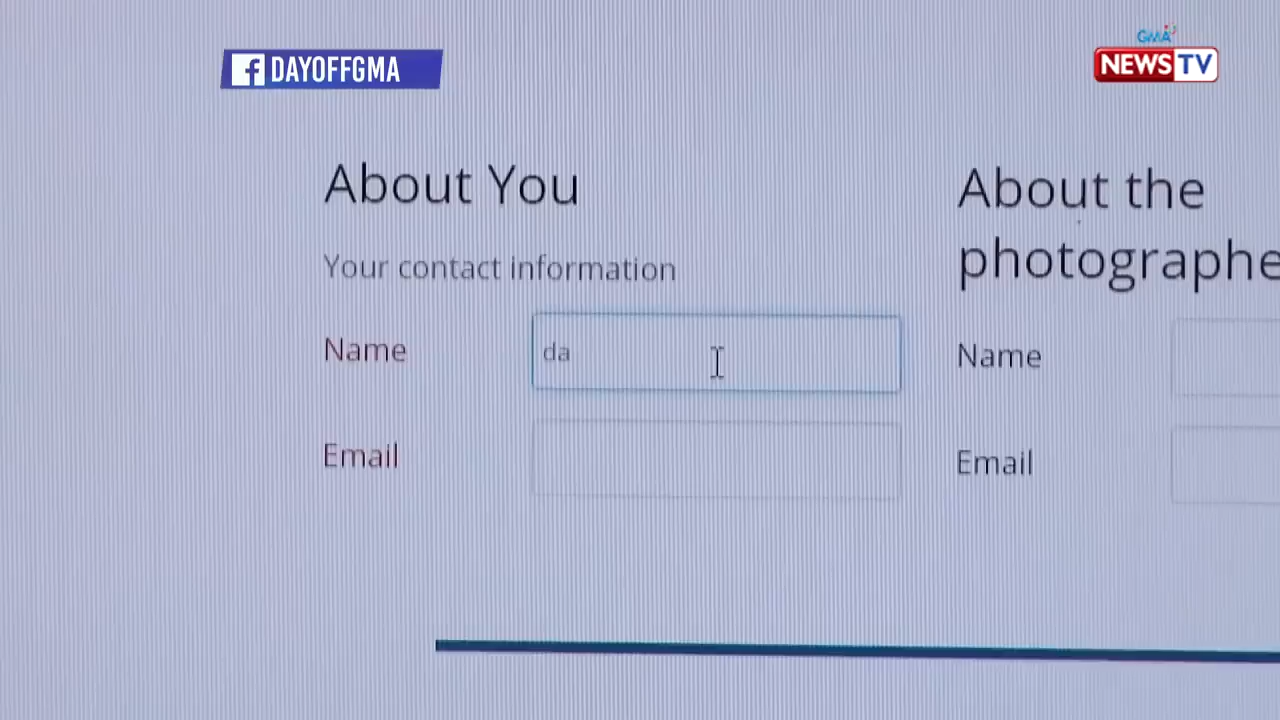 DAYOFFGMA
GMA
NEWS TV
About You
Your contact information
Name
da
Email
About the
photographe
Name
Email